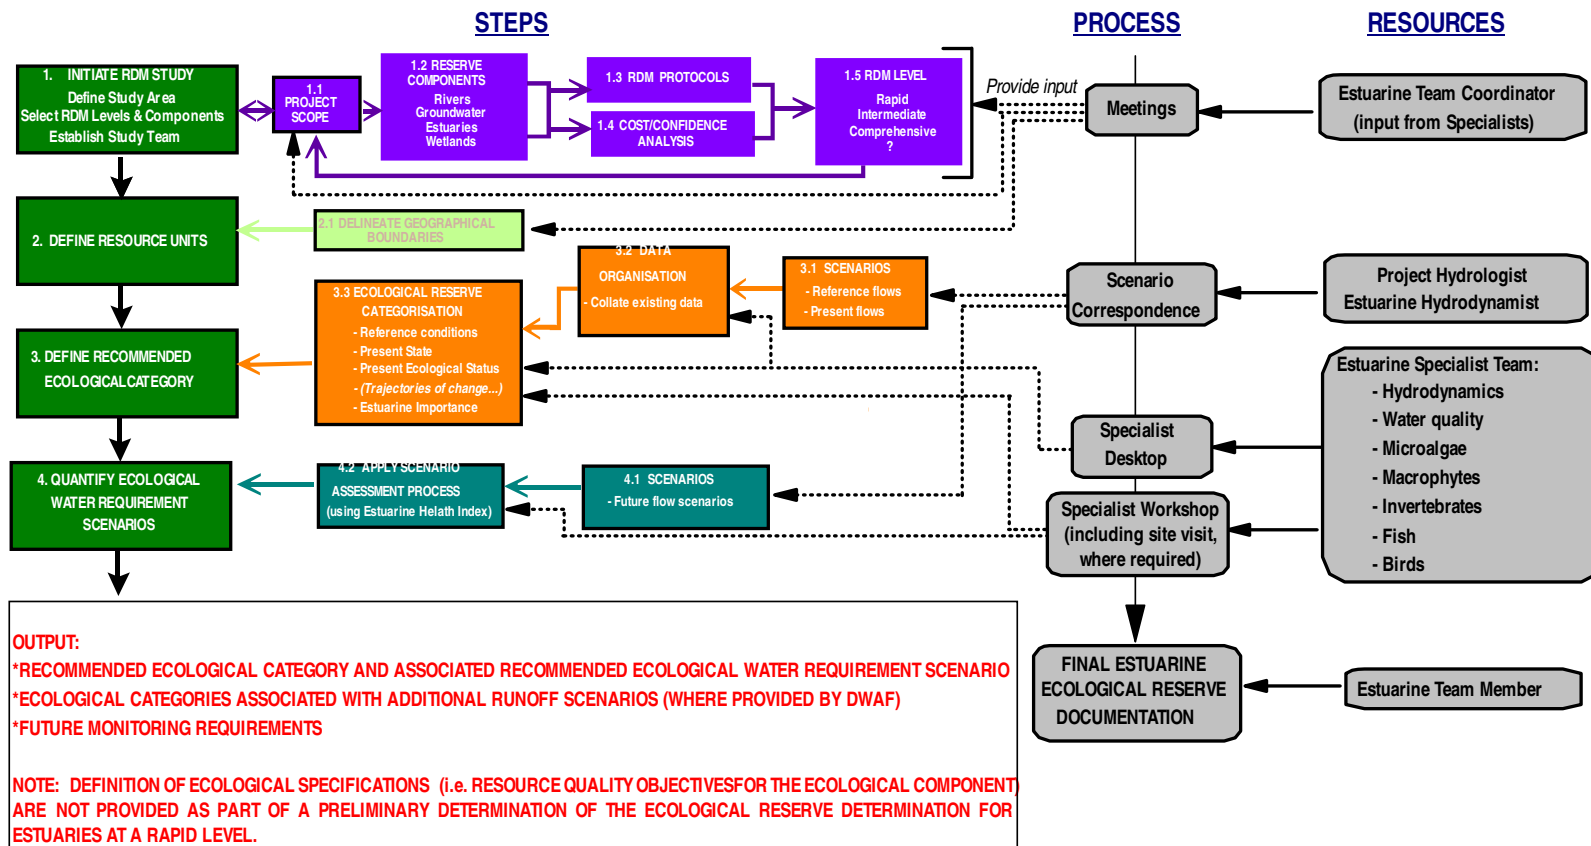 STEPS
PROCESS
RESOURCES
1. INITIATE RDM STUDY
Define Study Area
Select RDM Levels & Components
Establish Study Team
1.1
PROJECT
SCOPE
1.2 RESERVE
COMPONENTS
Rivers
Groundwater
Estuaries
Wetlands
1.3 RDM PROTOCOLS
1.4 COST/CONFIDENCE
ANALYSIS
1.5 RDM LEVEL
Rapid
Intermediate
Comprehensive
?
Provide input
Meetings
Estuarine Team Coordinator
(input from Specialists)
2. DEFINE RESOURCE UNITS
2.1 DELINEATE GEOGRAPHICAL
BOUNDARIES
3.2 DATA
ORGANISATION
- Collate existing data
3.1 SCENARIOS
- Reference flows
- Present flows
Scenario
Correspondence
Project Hydrologist
Estuarine Hydrodynamist
3. DEFINE RECOMMENDED
ECOLOGICALCATEGORY
3.3 ECOLOGICAL RESERVE
CATEGORISATION
- Reference conditions
- Present State
- Present Ecological Status
- (Trajectories of change...)
- Estuarine Importance
Specialist
Desktop
Estuarine Specialist Team:
- Hydrodynamics
- Water quality
- Microalgae
- Macrophytes
- Invertebrates
- Fish
- Birds
4. QUANTIFY ECOLOGICAL
WATER REQUIREMENT
SCENARIOS
4.2 APPLY SCENARIO
ASSESSMENT PROCESS
(using Estuarine Helath Index)
4.1 SCENARIOS
- Future flow scenarios
Specialist Workshop
(including site visit,
where required)
FINAL ESTUARINE
ECOLOGICAL RESERVE
DOCUMENTATION
Estuarine Team Member
OUTPUT:
*RECOMMENDED ECOLOGICAL CATEGORY AND ASSOCIATED RECOMMENDED ECOLOGICAL WATER REQUIREMENT SCENARIO
*ECOLOGICAL CATEGORIES ASSOCIATED WITH ADDITIONAL RUNOFF SCENARIOS (WHERE PROVIDED BY DWAF)
*FUTURE MONITORING REQUIREMENTS
NOTE: DEFINITION OF ECOLOGICAL SPECIFICATIONS (i.e. RESOURCE QUALITY OBJECTIVESFOR THE ECOLOGICAL COMPONENT)
ARE NOT PROVIDED AS PART OF A PRELIMINARY DETERMINATION OF THE ECOLOGICAL RESERVE DETERMINATION FOR
ESTUARIES AT A RAPID LEVEL.